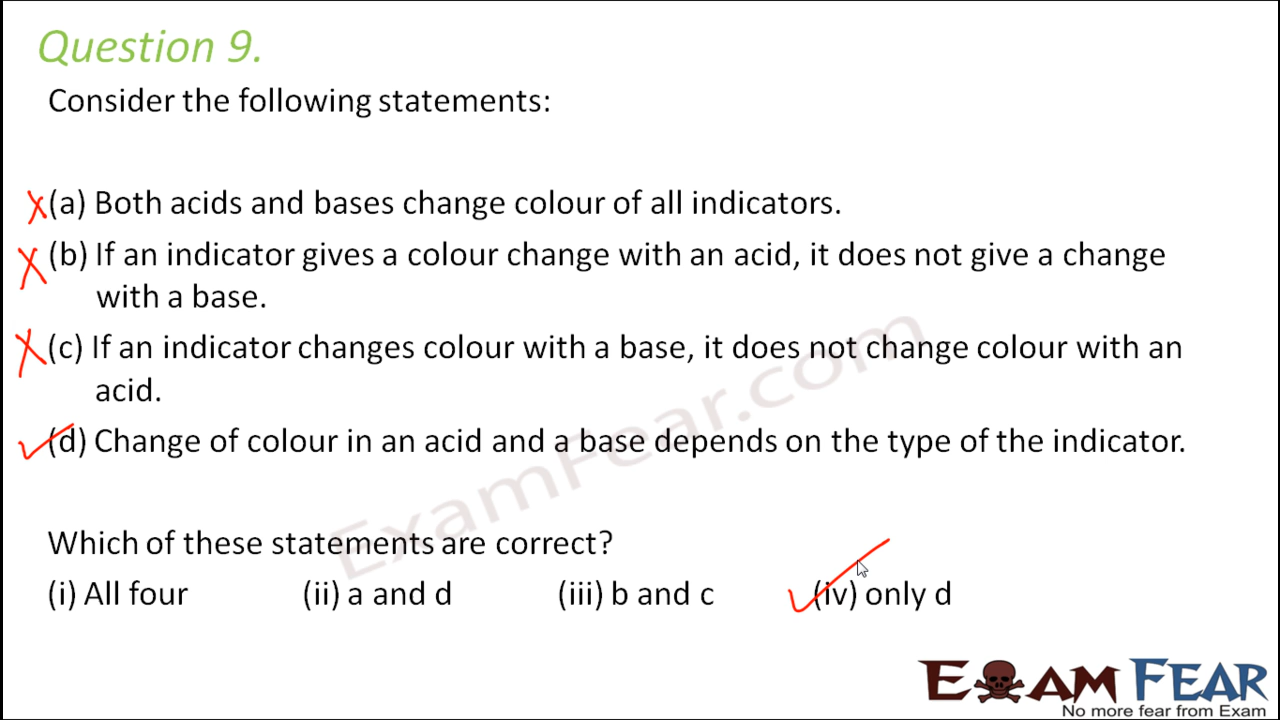 Question 9.
Consider the following statements:
(a) Both acids and bases change colour of all indicators.
(b) If an indicator gives a colour change with an acid, it does not give a change
with a base.
(c) If an indicator changes colour with a base, it does not change colour with an
acid.
(d) Change of colour in an acid and a base depends on the type of the indicator.
ExamFear.com
Which of these statements are correct?
(i) All four (ii) a and d (iii) b and c (iv) only d
EXAM FEAR
No more fear from Exam